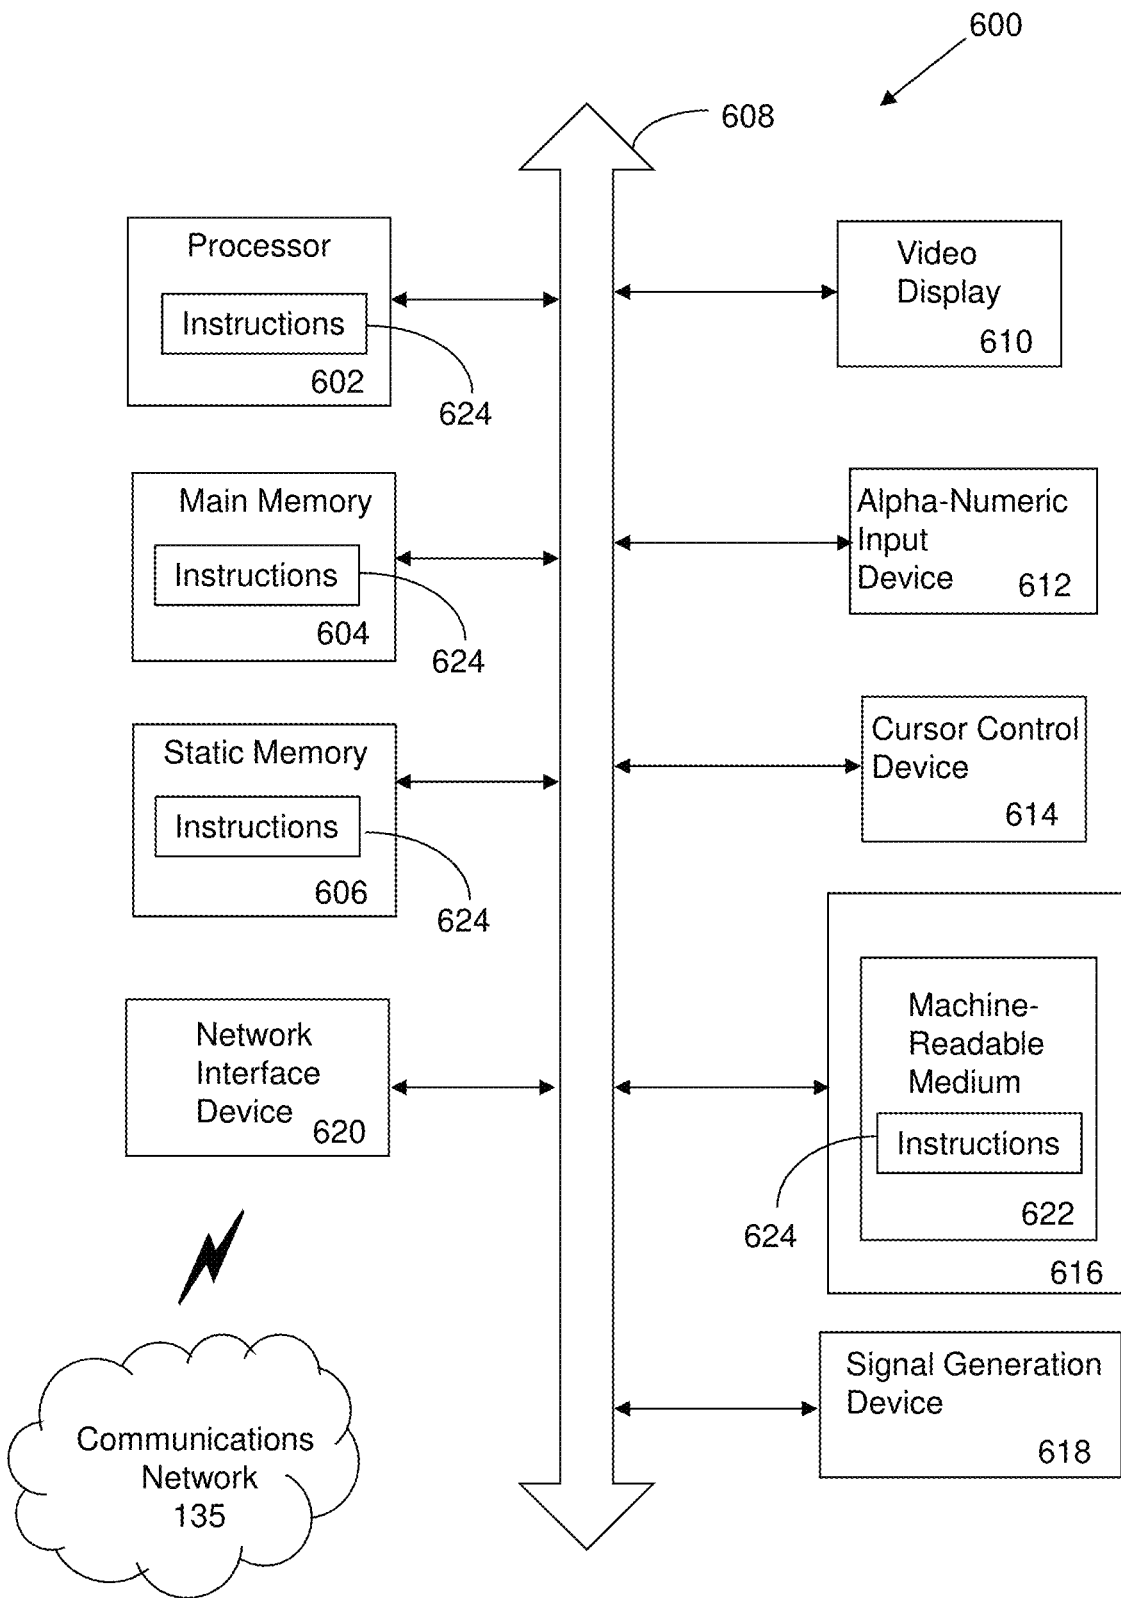 600
608
Processor
Instructions
602
624
Main Memory
Instructions
604
624
Static Memory
Instructions
606
624
Network
Interface
Device
620
Communications
Network
135
Video
Display
610
Alpha-Numeric
Input
Device
612
Cursor Control
Device
614
Machine-
Readable
Medium
Instructions
624
622
616
Signal Generation
Device
618